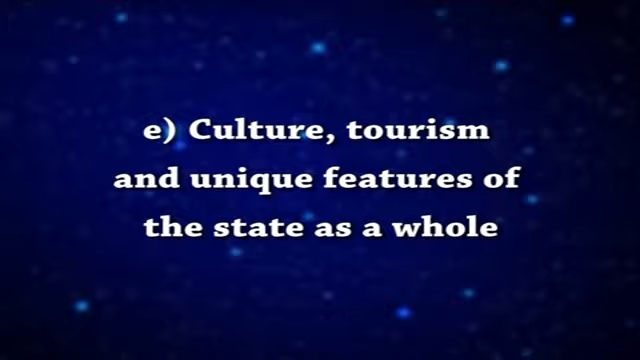 e) Culture, tourism
and unique features of
the state as a whole